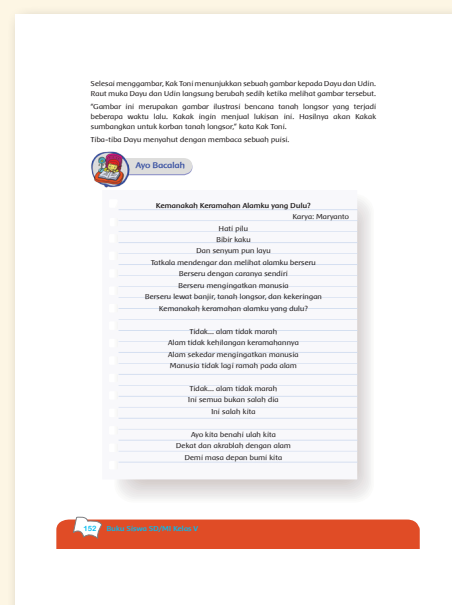 Selesai menggambar, Kak Toni menunjukkan sebuah gambar kepada Dayu dan Udin.
Raut muka Dayu dan Udin langsung berubah sedih ketika melihat gambar tersebut.
"Gambar ini merupakan gambar ilustrasi bencana tanah longsor yang terjadi
beberapa waktu lalu. Kakak ingin menjual lukisan ini. Hasilnya akan Kakak
sumbangkan untuk korban tanah longsor," kata Kak Toni.
Tiba-tiba Dayu menyahut dengan membaca sebuah puisi.
Ayo Bacalah
Kemanakah Keramahan Alamku yang Dulu?
Karya: Maryanto
Hati pilu
Bibir kaku
Dan senyum pun layu
Tatkala mendengar dan melihat alamku berseru
Berseru dengan caranya sendiri
Berseru mengingatkan manusia
Berseru lewat banjir, tanah longsor, dan kekeringan
Kemanakah keramahan alamku yang dulu?
Tidak... alam tidak marah
Alam tidak kehilangan keramahannya
Alam sekedar mengingatkan manusia
Manusia tidak lagi ramah pada alam
Tidak... alam tidak marah
Ini semua bukan salah dia
Ini salah kita
Ayo kita benahi ulah kita
Dekat dan akrablah dengan alam
Demi masa depan bumi kita
152 Buku Siswa SD/MI Kelas V